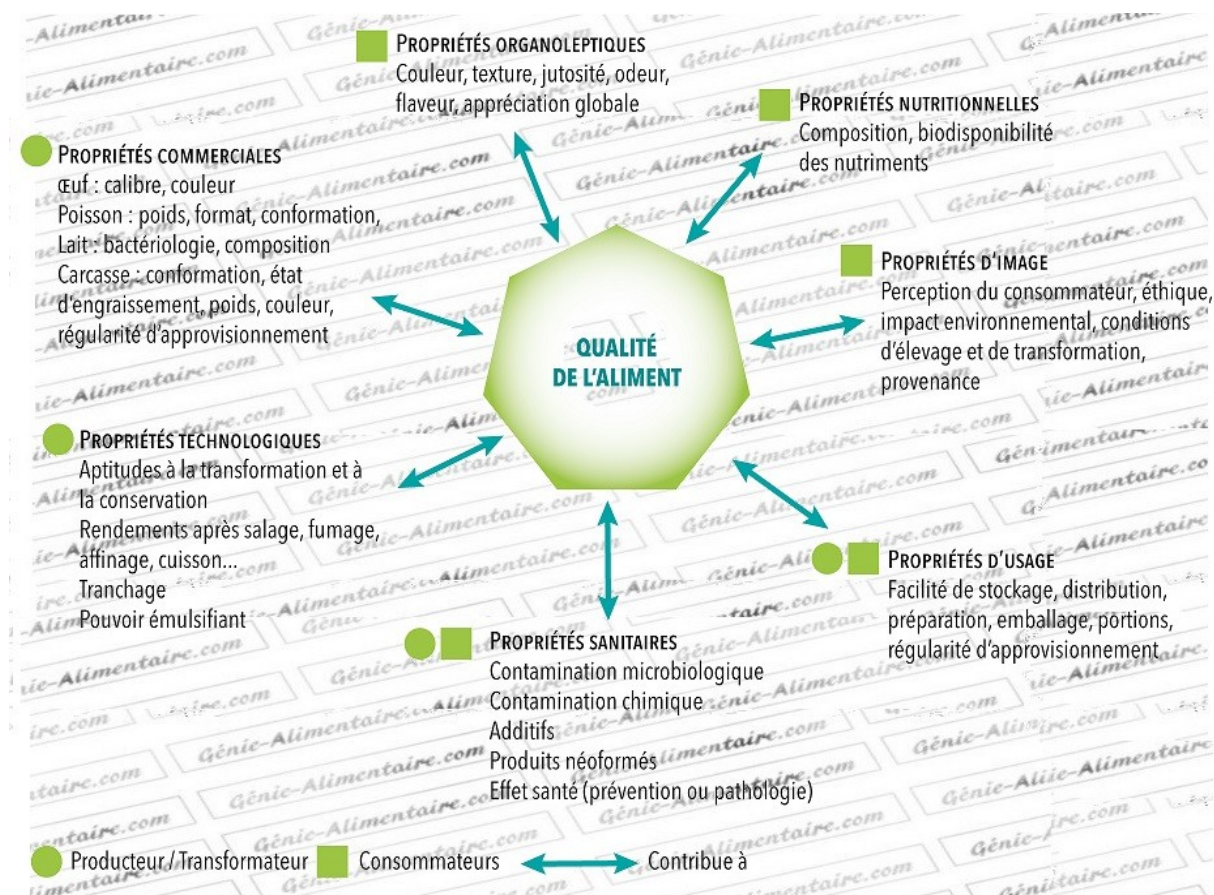 PROPRIÉTÉS ORGANOLEPTIQUES
Couleur, texture, jutosité, odeur,
flaveur, appréciation globale
PROPRIÉTÉS NUTRITIONNELLES
Composition, biodisponibilité
des nutriments
PROPRIÉTÉS COMMERCIALES
Œuf : calibre, couleur
Poisson : poids, format, conformation,
Lait : bactériologie, composition
Carcasse : conformation, état
d'engraissement, poids, couleur,
régularité d'approvisionnement
PROPRIÉTÉS D'IMAGE
Perception du consommateur, éthique,
impact environnemental, conditions
d'élevage et de transformation,
provenance
QUALITÉ
DE L'ALIMENT
PROPRIÉTÉS TECHNOLOGIQUES
Aptitudes à la transformation et à
la conservation
Rendements après salage, fumage,
affinage, cuisson...
Tranchage
Pouvoir émulsifiant
PROPRIÉTÉS D'USAGE
Facilité de stockage, distribution,
préparation, emballage, portions,
régularité d'approvisionnement
PROPRIÉTÉS SANITAIRES
Contamination microbiologique
Contamination chimique
Additifs
Produits néoformés
Effet santé (prévention ou pathologie)
Producteur / Transformateur
Consommateurs
Contribue à
Génie-Alimentaire.com